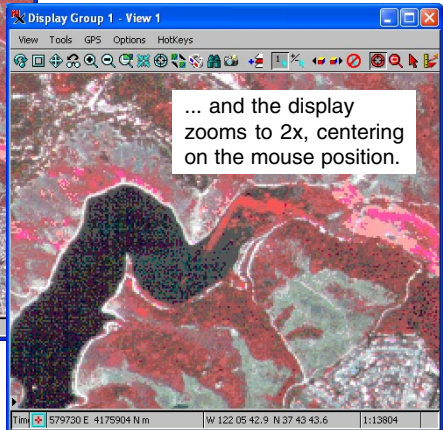 Display Group 1 - View 1
View Tools GPS Options HotKeys
... and the display
zooms to 2x, centering
on the mouse position.
Time 579730 E 4175904 N m W 122 05 42.9 N 37 43 43.6 1:13804